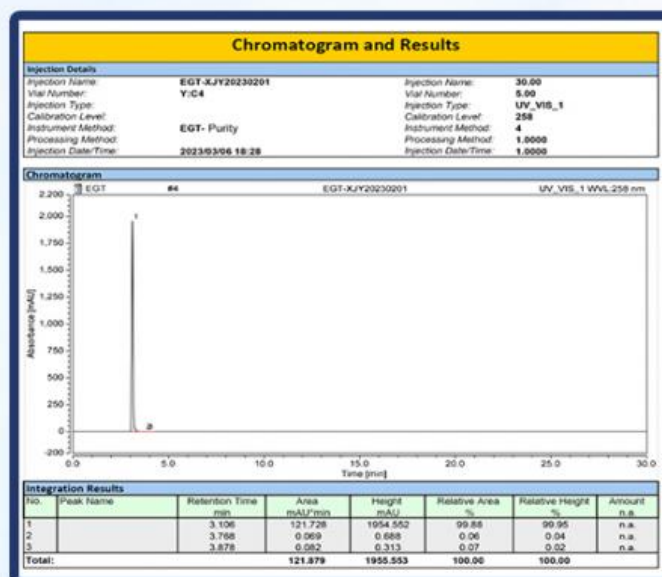 Chromatogram and Results
Injection Details
Injection Name: EGT-XJY20230201 Injection Name: 30.00
Vial Number: Y:C4 Vial Number: 5.00
Injection Type: Injection Type: UV_VIS_1
Calibration Level: Calibration Level: 258
Instrument Method: EGT- Purity Instrument Method: 4
Processing Method: Processing Method: 1.0000
Injection Date/Time: 2023/03/06 18:28 Injection Date/Time: 1.0000
Chromatogram
EGT #4 EGT-XJY20230201 UV_VIS_1 WVL:258 nm
2,200
2,000
1
1,750
1,500
1,250
1,000
Absorbance [mAU]
750
500
250
0
-200
0.0 5.0 10.0 15.0 20.0 25.0 30.0
Time [min]
Integration Results
No. Peak Name Retention Time Area Height Relative Area Relative Height Amount
min mAU*min mAU % % n.a.
1 3.106 121.728 1954.552 99.88 99.95 n.a.
2 3.768 0.069 0.688 0.06 0.04 n.a.
3 3.878 0.082 0.313 0.07 0.02 n.a.
Total: 121.879 1955.553 100.00 100.00